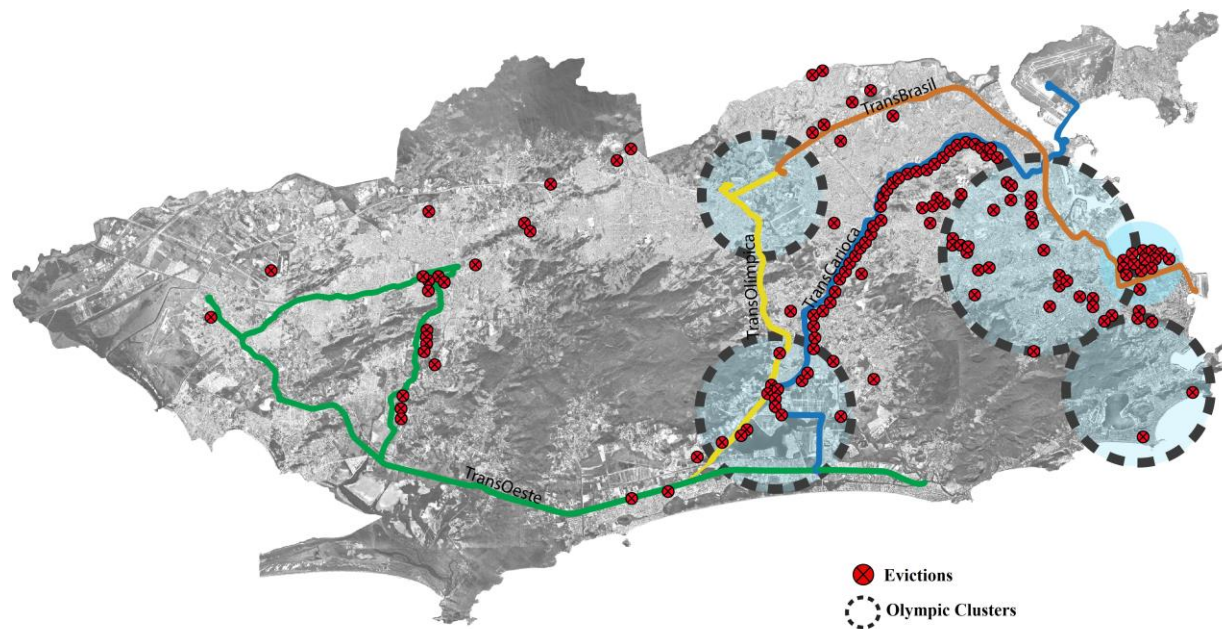 TransBrasil
TransCarioca
TransOlimpica
TransOeste
Evictions
Olympic Clusters